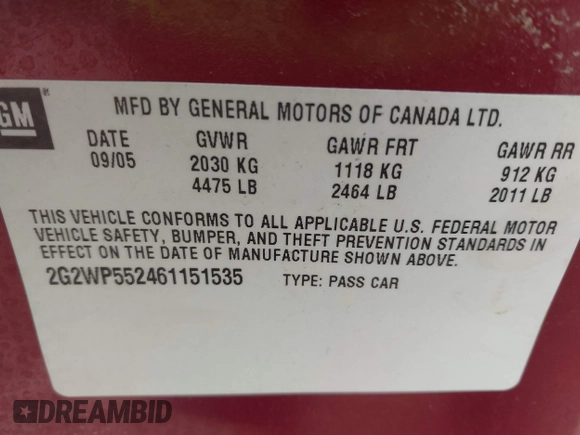 GM
MFD BY GENERAL MOTORS OF CANADA LTD.
DATE GVWR GAWR FRT GAWR RR
09/05 2030 KG 1118 KG 912 KG
4475 LB 2464 LB 2011 LB
THIS VEHICLE CONFORMS TO ALL APPLICABLE U.S. FEDERAL MOTOR
VEHICLE SAFETY, BUMPER, AND THEFT PREVENTION STANDARDS IN
EFFECT ON THE DATE OF MANUFACTURE SHOWN ABOVE.
2G2WP552461151535 TYPE: PASS CAR
DREAMBID